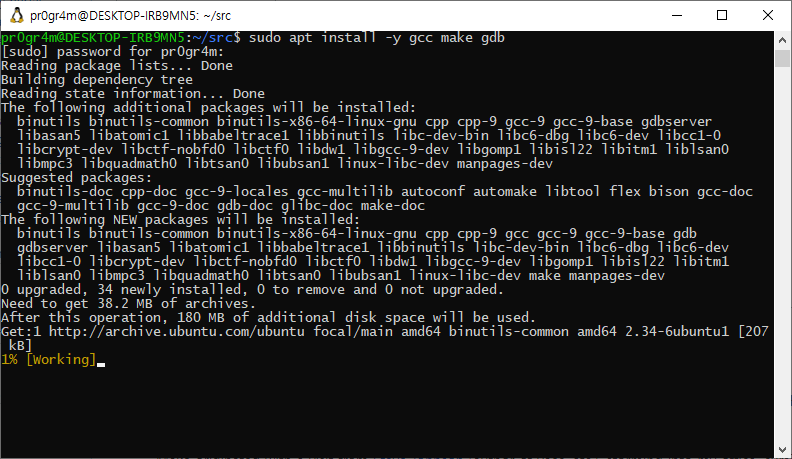 pr0gr4m@DESKTOP-IRB9MN5: ~/src
pr0gr4m@DESKTOP-IRB9MN5:~/src$ sudo apt install -y gcc make gdb
[sudo] password for pr0gr4m:
Reading package lists... Done
Building dependency tree
Reading state information... Done
The following additional packages will be installed:
  binutils binutils-common binutils-x86-64-linux-gnu cpp cpp-9 gcc-9 gcc-9-base gdbserver
  libasan5 libatomic1 libbabeltrace1 libbinutils libc-dev-bin libc6-dbg libc6-dev libcc1-0
  libcrypt-dev libctf-nobfd0 libctf0 libdw1 libgcc-9-dev libgomp1 libisl22 libitm1 liblsan0
  libmpc3 libquadmath0 libtsan0 libubsan1 linux-libc-dev manpages-dev
Suggested packages:
  binutils-doc cpp-doc gcc-9-locales gcc-multilib autoconf automake libtool flex bison gcc-doc
  gcc-9-multilib gcc-9-doc gdb-doc glibc-doc make-doc
The following NEW packages will be installed:
  binutils binutils-common binutils-x86-64-linux-gnu cpp cpp-9 gcc gcc-9 gcc-9-base gdb
  gdbserver libasan5 libatomic1 libbabeltrace1 libbinutils libc-dev-bin libc6-dbg libc6-dev
  libcc1-0 libcrypt-dev libctf-nobfd0 libctf0 libdw1 libgcc-9-dev libgomp1 libisl22 libitm1
  liblsan0 libmpc3 libquadmath0 libtsan0 libubsan1 linux-libc-dev make manpages-dev
0 upgraded, 34 newly installed, 0 to remove and 0 not upgraded.
Need to get 38.2 MB of archives.
After this operation, 180 MB of additional disk space will be used.
Get:1 http://archive.ubuntu.com/ubuntu focal/main amd64 binutils-common amd64 2.34-6ubuntu1 [207
 kB]
1% [Working]